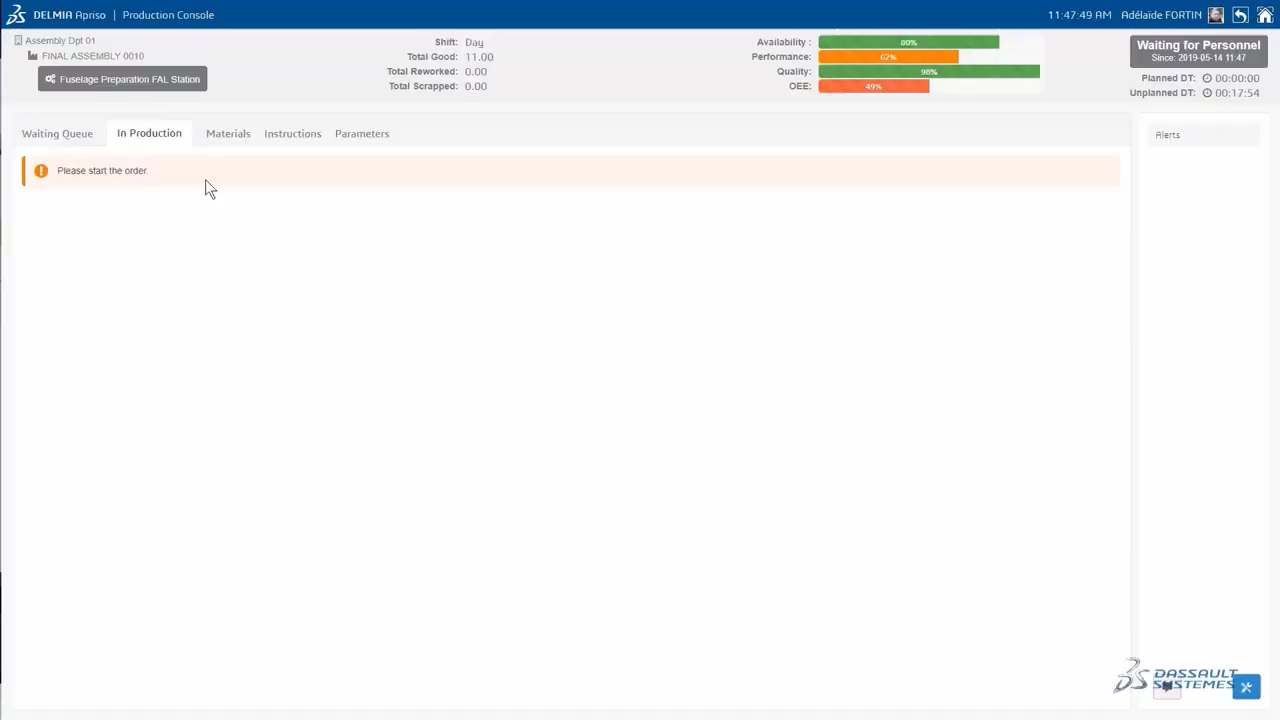 DELMIA Apriso | Production Console
11:47:49 AM Adélaïde FORTIN
Assembly Dpt 01
FINAL ASSEMBLY 0010
Fuselage Preparation FAL Station
Shift: Day
Total Good: 11.00
Total Reworked: 0.00
Total Scrapped: 0.00
Availability : 80%
Performance: 62%
Quality: 98%
OEE: 49%
Waiting for Personnel
Since: 2019-05-14 11:47
Planned DT: 00:00:00
Unplanned DT: 00:17:54
Waiting Queue In Production Materials Instructions Parameters
Alerts
Please start the order.
DASSAULT
SYSTEMES